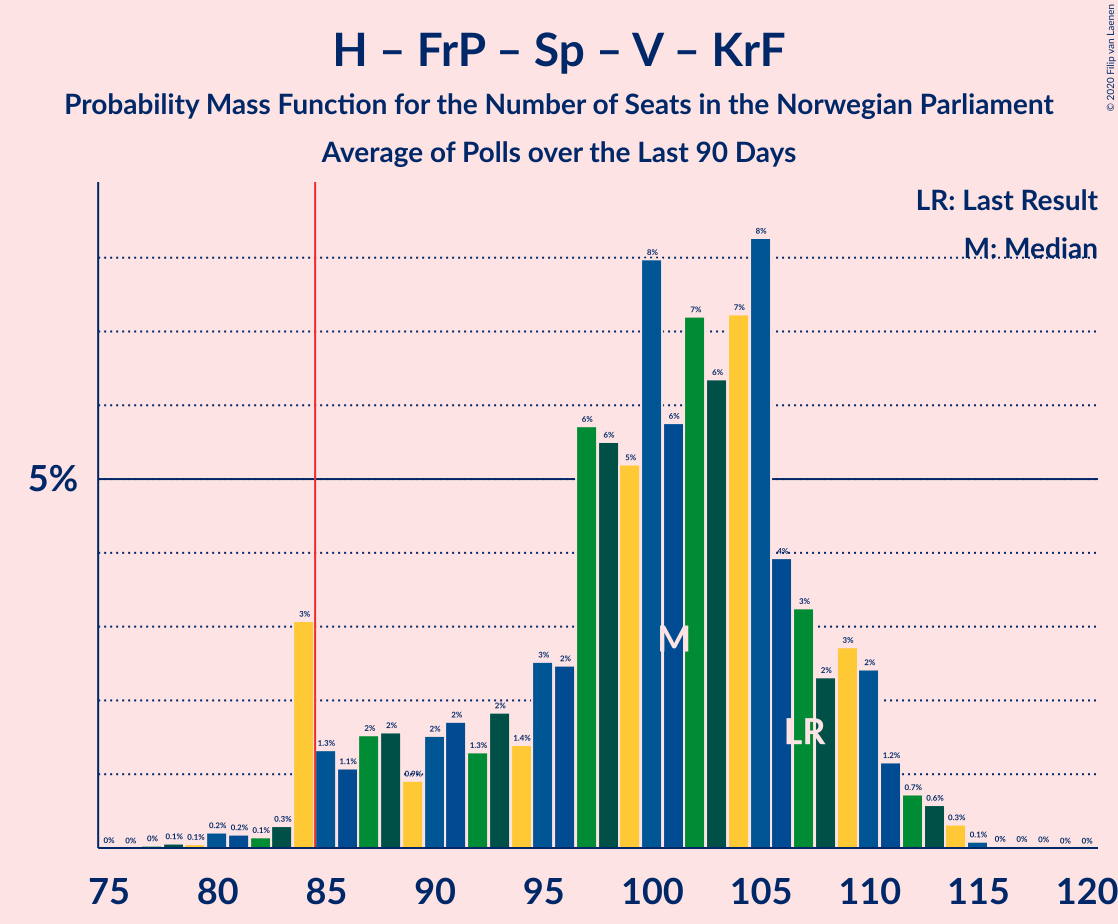 H – FrP – Sp – V – KrF
Probability Mass Function for the Number of Seats in the Norwegian Parliament
Average of Polls over the Last 90 Days
© 2020 Filip van Laenen
LR: Last Result
M: Median
5%
0% 0% 0% 0.1% 0.1% 0.2% 0.2% 0.1% 0.3% 3% 1.3% 1.1% 2% 2% 0.9% 2% 2% 1.3% 2% 1.4% 3% 2% 6% 6% 5% 8% 6% 7% 6% 7% 8% 4% 3% 2% 3% 2% 1.2% 0.7% 0.6% 0.3% 0.1% 0% 0% 0% 0% 0%
M
LR
75 80 85 90 95 100 105 110 115 120